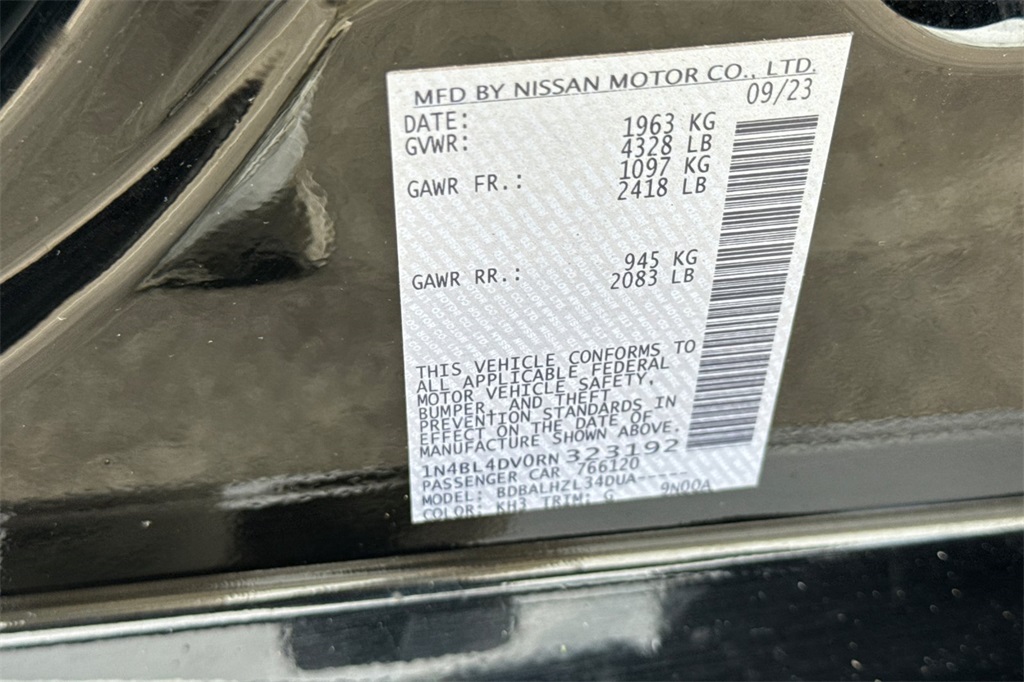 MFD BY NISSAN MOTOR CO., LTD.
DATE: 09/23
GVWR: 1963 KG
4328 LB
GAWR FR.: 1097 KG
2418 LB
GAWR RR.: 945 KG
2083 LB
THIS VEHICLE CONFORMS TO
ALL APPLICABLE FEDERAL
MOTOR VEHICLE SAFETY,
BUMPER, AND THEFT
PREVENTION STANDARDS IN
EFFECT ON THE DATE OF
MANUFACTURE SHOWN ABOVE.
1N4BL4DV0RN323192
PASSENGER CAR 766120
MODEL: BDBALHZL34DUA-----
COLOR: KH3 TRIM: G 9N00A